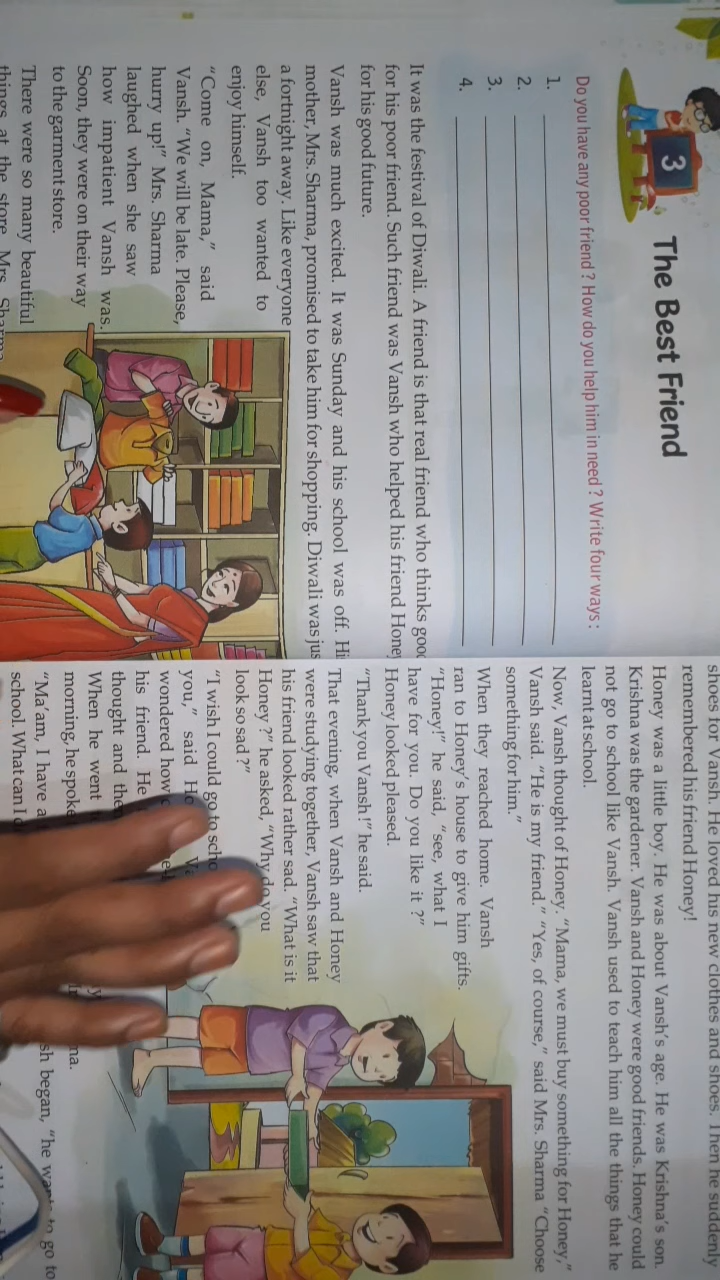 3
The Best Friend
Do you have any poor friend? How do you help him in need? Write four ways :
1.
2.
3.
4.
It was the festival of Diwali. A friend is that real friend who thinks
for his poor friend. Such friend was Vansh who helped his friend
for his good future.
Vansh was much excited. It was Sunday and his school was off.
mother, Mrs. Sharma, promised to take him for shopping. Diwali was
a fortnight away. Like everyone
else, Vansh too wanted to
enjoy himself.
“Come on, Mama,” said
Vansh. “We will be late. Please,
hurry up!” Mrs. Sharma
laughed when she saw
how impatient Vansh was.
Soon, they were on their way
to the garment store.
There were so many beautiful
things at the store. Mrs.
shoes for Vansh. He loved his new clothes and shoes. Then he suddenly
remembered his friend Honey!
Honey was a little boy. He was about Vansh’s age. He was Krishna’s son.
Krishna was the gardener. Vansh and Honey were good friends. Honey could
not go to school like Vansh. Vansh used to teach him all the things that he
learnt at school.
Now, Vansh thought of Honey. “Mama, we must buy something for Honey,”
Vansh said. “He is my friend.” “Yes, of course,” said Mrs. Sharma “Choose
something for him.”
When they reached home. Vansh
ran to Honey’s house to give him gifts.
“Honey!” he said, “see, what I
have for you. Do you like it ?”
Honey looked pleased.
“Thank you Vansh!” he said.
That evening, when Vansh and Honey
were studying together, Vansh saw that
his friend looked rather sad. “What is it
Honey ?” he asked, “Why do you
look so sad ?”
“I wish I could go to
you,” said
wondered how
his friend. He
thought and
When he went
morning, he spoke
“Ma’am, I have a sh began, “he go to
school. What can I